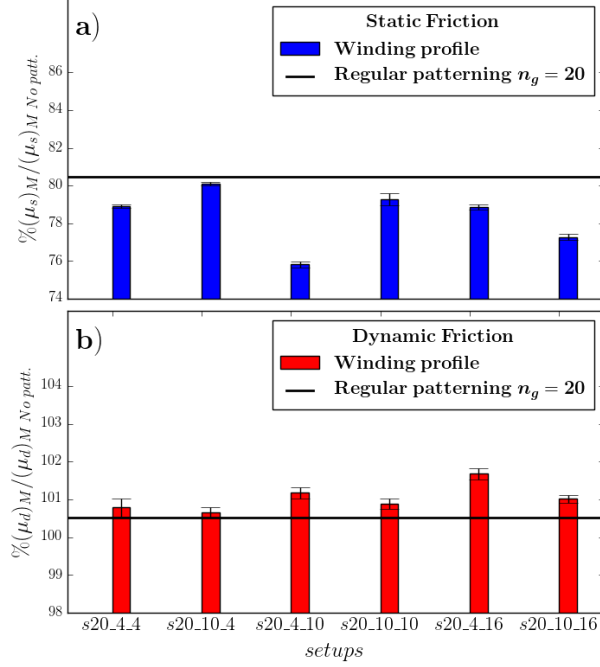 a)
Static Friction
Winding profile
Regular patterning n_g = 20
86
84
82
80
78
76
74
%(μ_s)_M/(μ_s)_{M No patt.}
b)
Dynamic Friction
Winding profile
Regular patterning n_g = 20
104
103
102
101
100
99
98
%(μ_d)_M/(μ_d)_{M No patt.}
s20_4_4 s20_10_4 s20_4_10 s20_10_10 s20_4_16 s20_10_16
setups